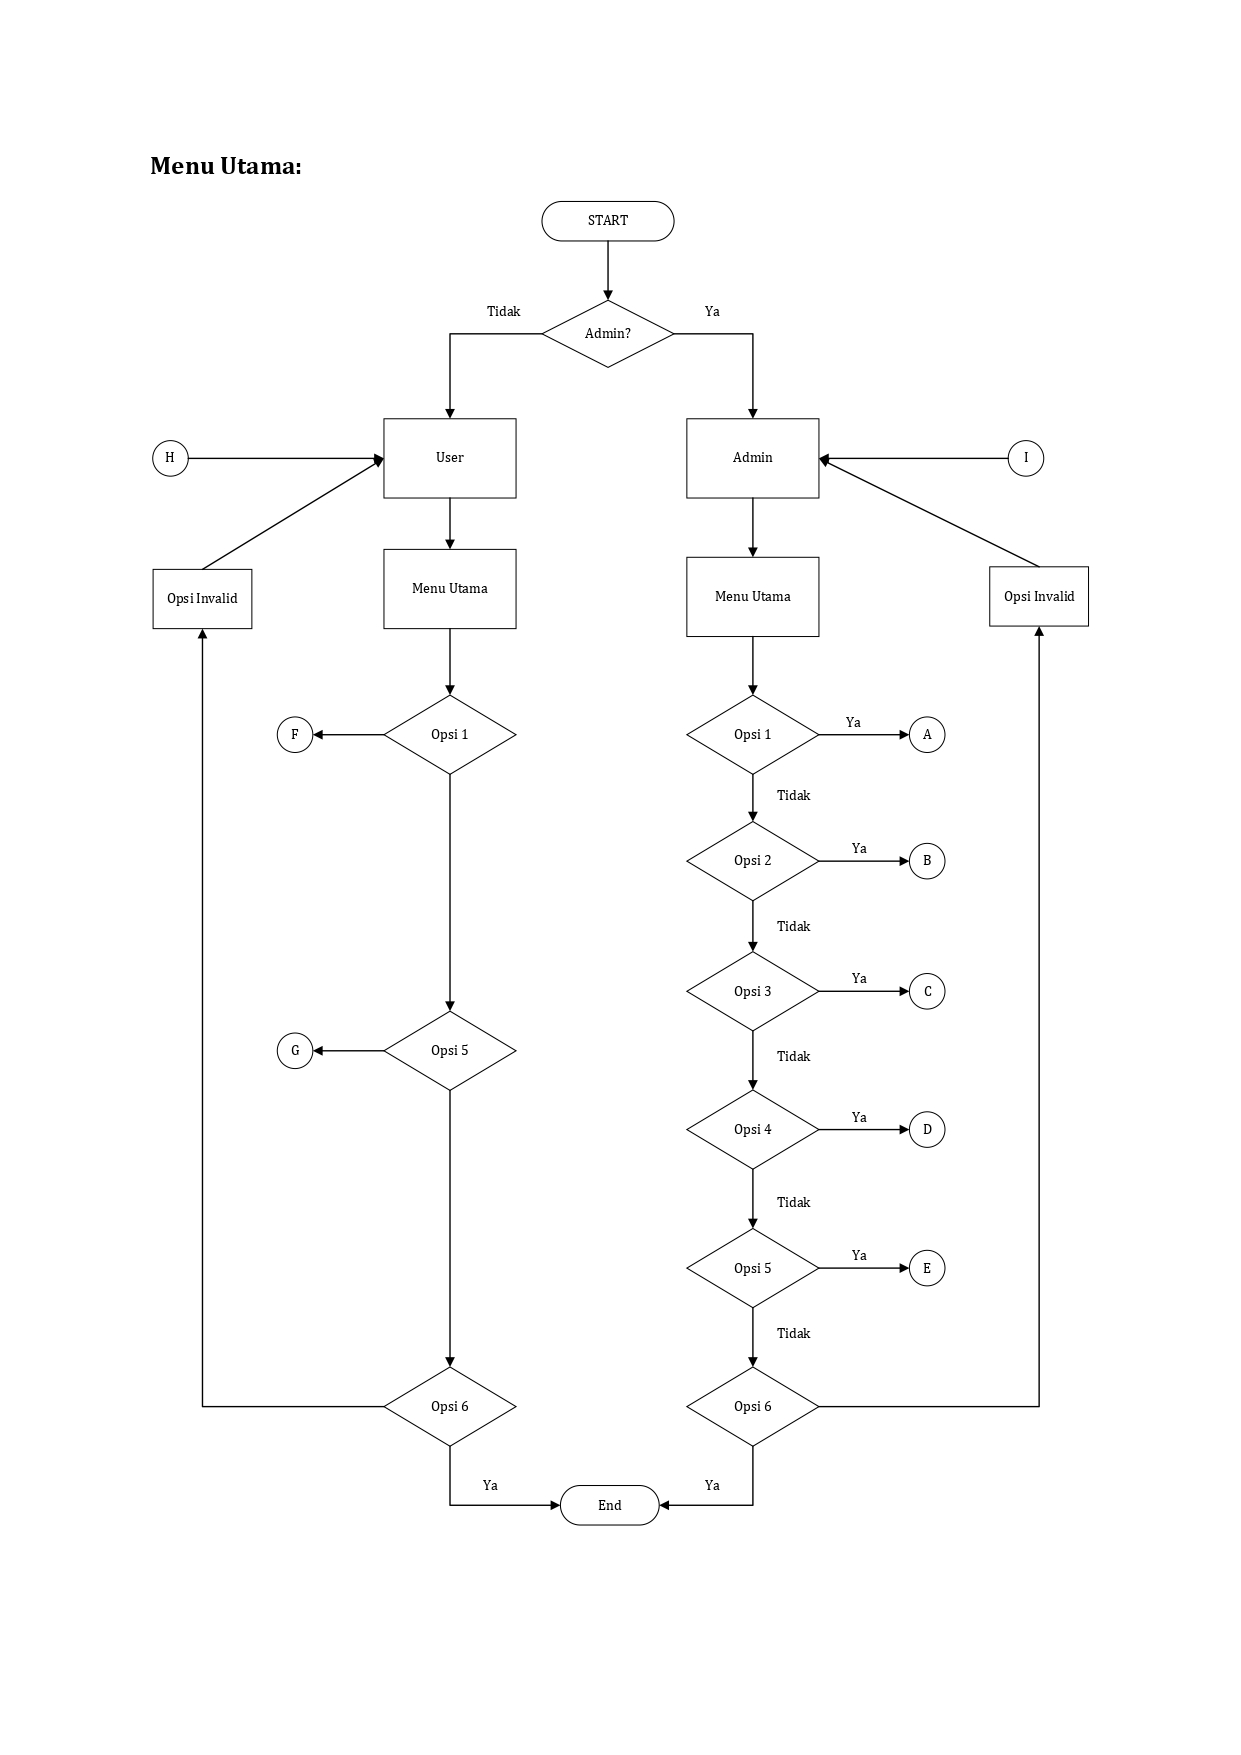 Menu Utama:
START
Tidak
Ya
Admin?
H
User
Admin
I
Opsi Invalid
Menu Utama
Menu Utama
Opsi Invalid
F
Opsi 1
Opsi 1
Ya
A
Tidak
Opsi 2
Ya
B
Tidak
Opsi 3
Ya
C
Tidak
G
Opsi 5
Opsi 4
Ya
D
Tidak
Opsi 5
Ya
E
Tidak
Opsi 6
Opsi 6
Ya
Ya
End